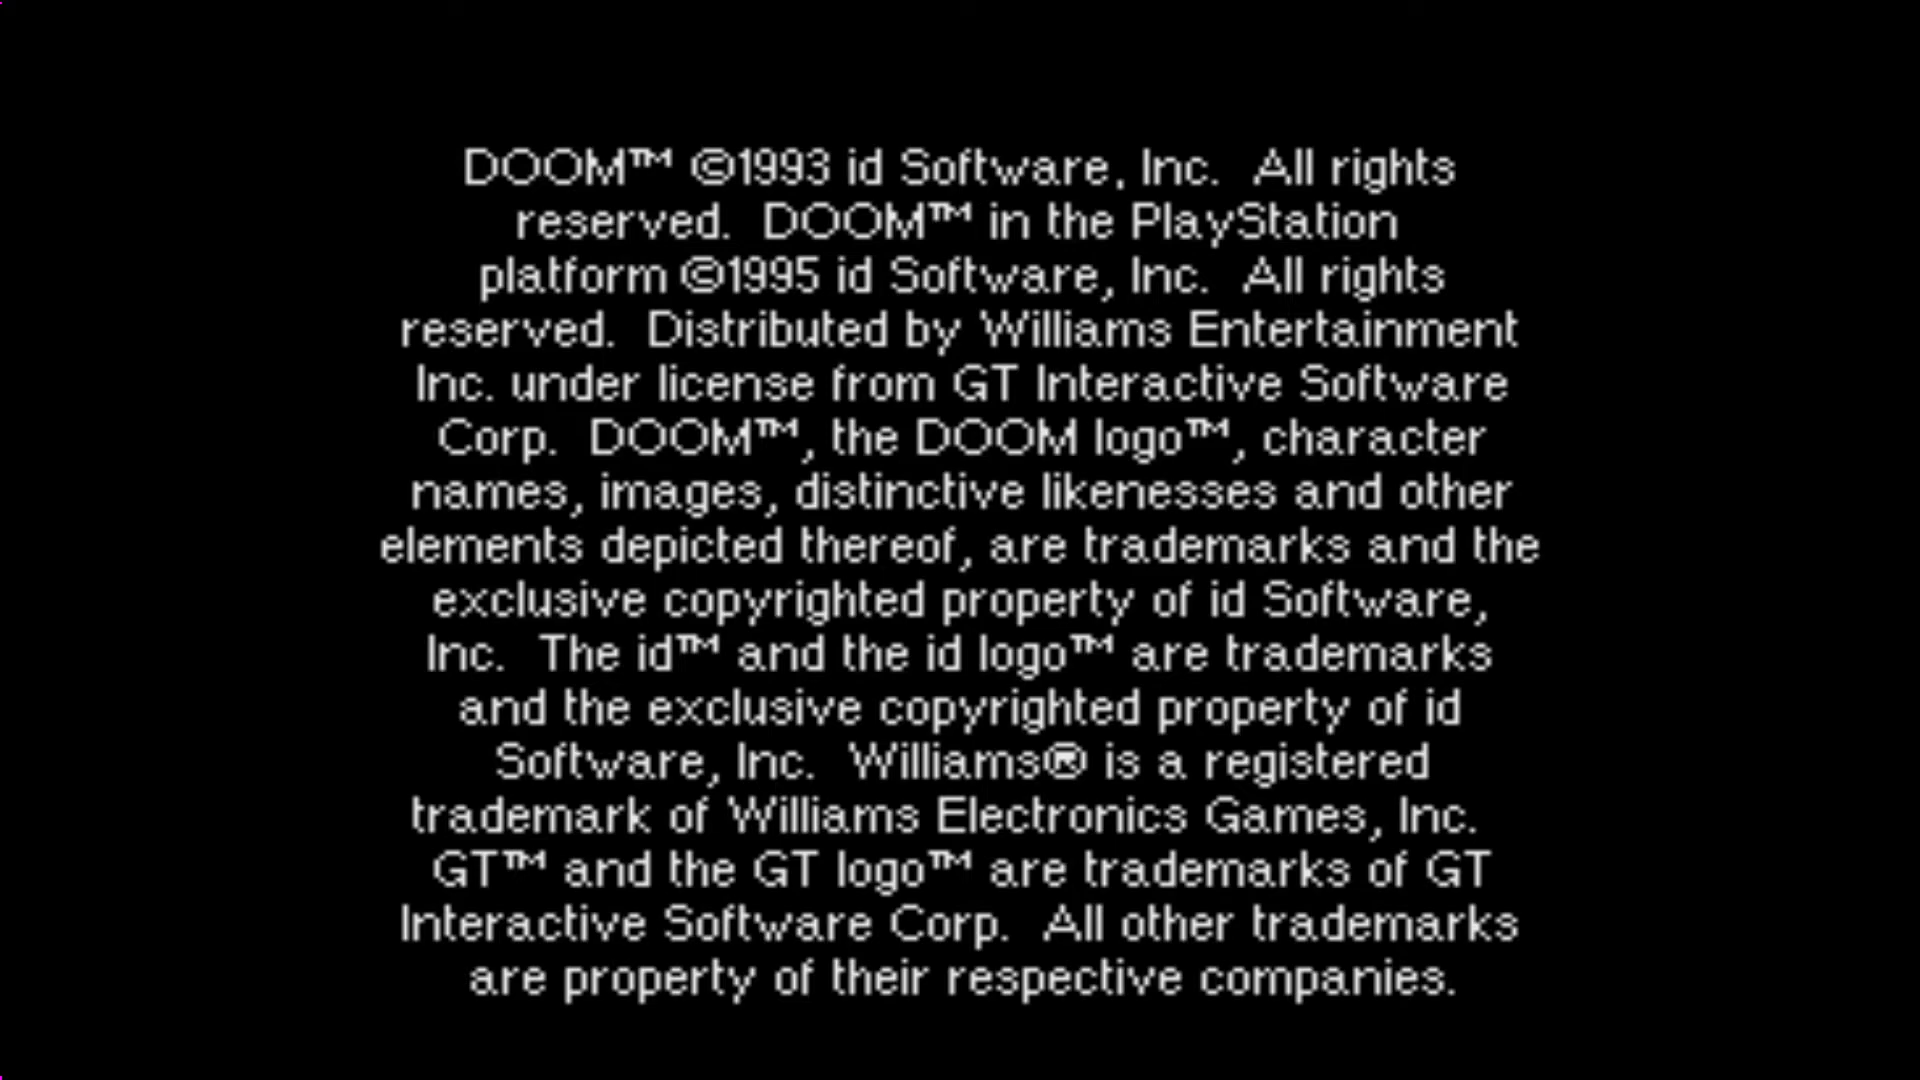 DOOM™ ©1993 id Software, Inc.  All rights
reserved.  DOOM™ in the PlayStation
platform ©1995 id Software, Inc.  All rights
reserved.  Distributed by Williams Entertainment
Inc. under license from GT Interactive Software
Corp.  DOOM™, the DOOM logo™, character
names, images, distinctive likenesses and other
elements depicted thereof, are trademarks and the
exclusive copyrighted property of id Software,
Inc.  The id™ and the id logo™ are trademarks
and the exclusive copyrighted property of id
Software, Inc.  Williams® is a registered
trademark of Williams Electronics Games, Inc.
GT™ and the GT logo™ are trademarks of GT
Interactive Software Corp.  All other trademarks
are property of their respective companies.